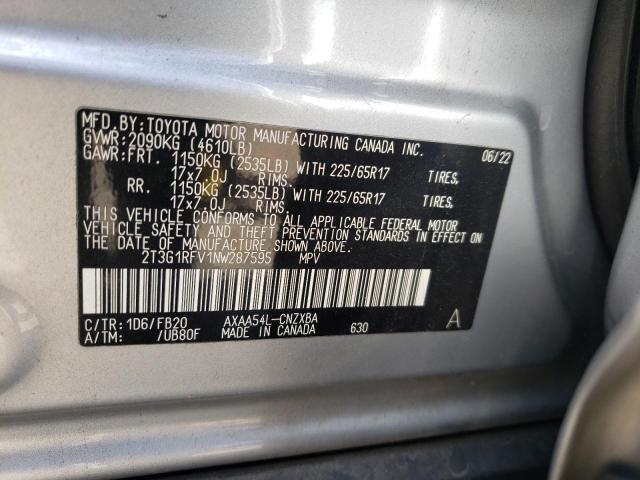 MFD.BY:TOYOTA MOTOR MANUFACTURING CANADA INC.
GVWR:2090KG (4610LB) 06/22
GAWR:FRT. 1150KG (2535LB) WITH 225/65R17 TIRES,
17x7.0J RIMS.
RR. 1150KG (2535LB) WITH 225/65R17 TIRES,
17x7.0J RIMS.
THIS VEHICLE CONFORMS TO ALL APPLICABLE FEDERAL MOTOR
VEHICLE SAFETY AND THEFT PREVENTION STANDARDS IN EFFECT ON
THE DATE OF MANUFACTURE SHOWN ABOVE.
2T3G1RFV1NW287595 MPV
C/TR:1D6/FB20 AXAA54L-CNZXBA
A/TM: /UB80F MADE IN CANADA 630 A